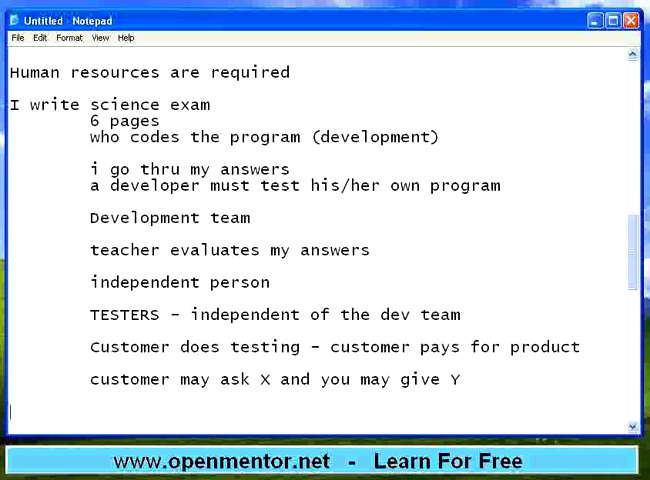 Untitled - Notepad
File Edit Format View Help
Human resources are required
I write science exam
6 pages
who codes the program (development)
i go thru my answers
a developer must test his/her own program
Development team
teacher evaluates my answers
independent person
TESTERS - independent of the dev team
Customer does testing - customer pays for product
customer may ask X and you may give Y
www.openmentor.net - Learn For Free